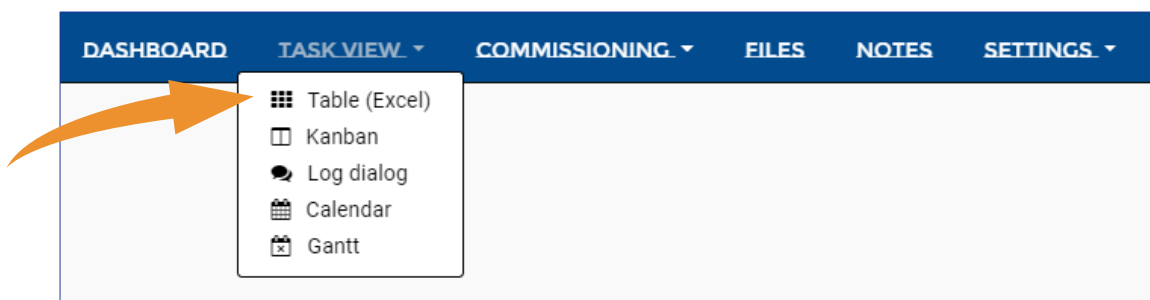 DASHBOARD TASK VIEW COMMISSIONING FILES NOTES SETTINGS
Table (Excel)
Kanban
Log dialog
Calendar
Gantt